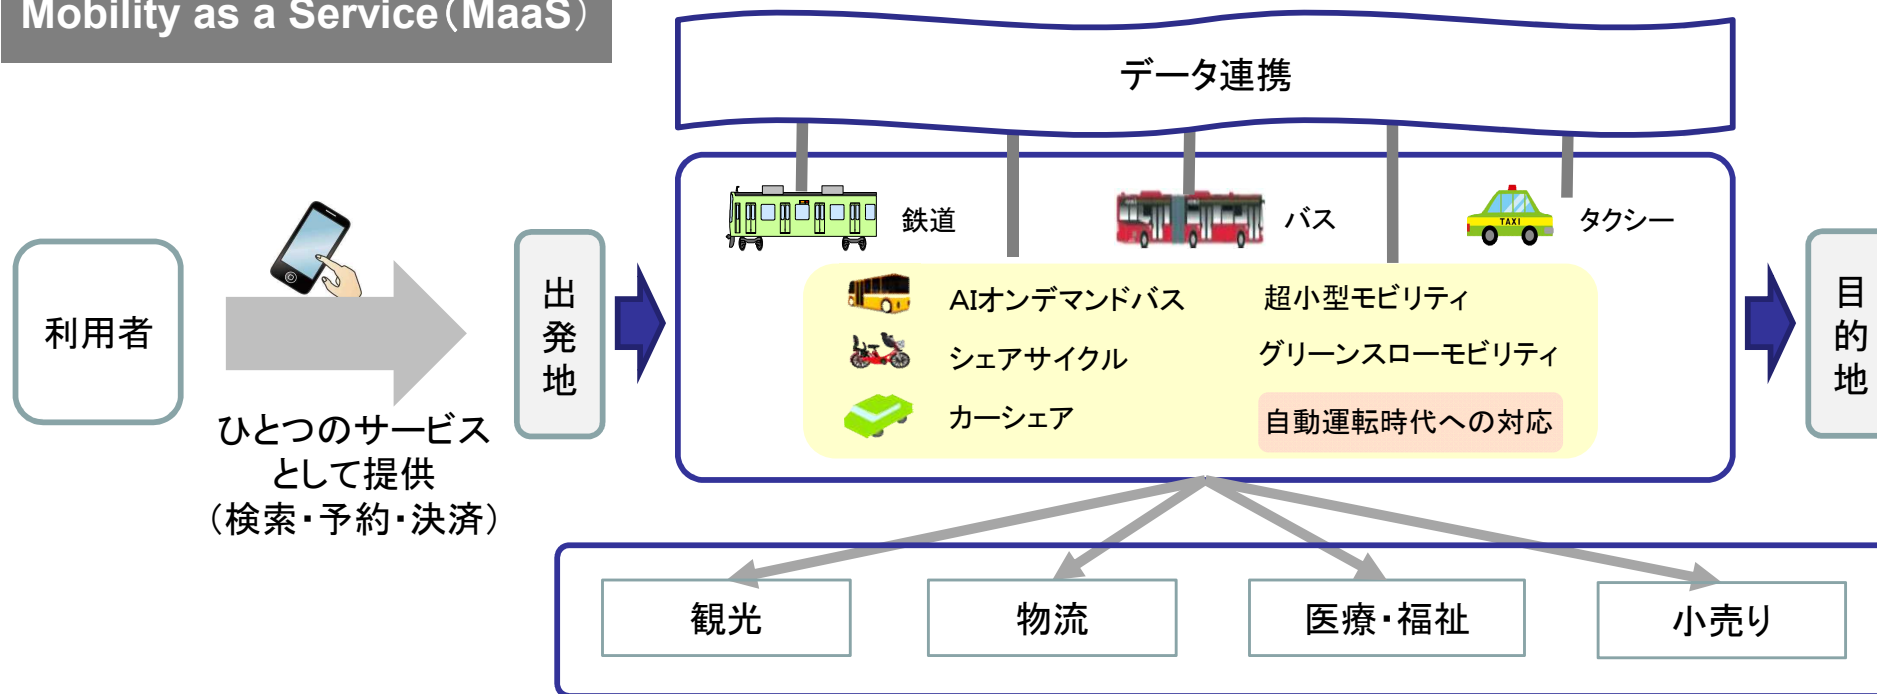 Mobility as a Service（MaaS）
データ連携
鉄道
バス
TAXI
タクシー
利用者
出発地
目的地
AIオンデマンドバス
超小型モビリティ
シェアサイクル
グリーンスローモビリティ
カーシェア
自動運転時代への対応
ひとつのサービス
として提供
（検索・予約・決済）
観光
物流
医療・福祉
小売り